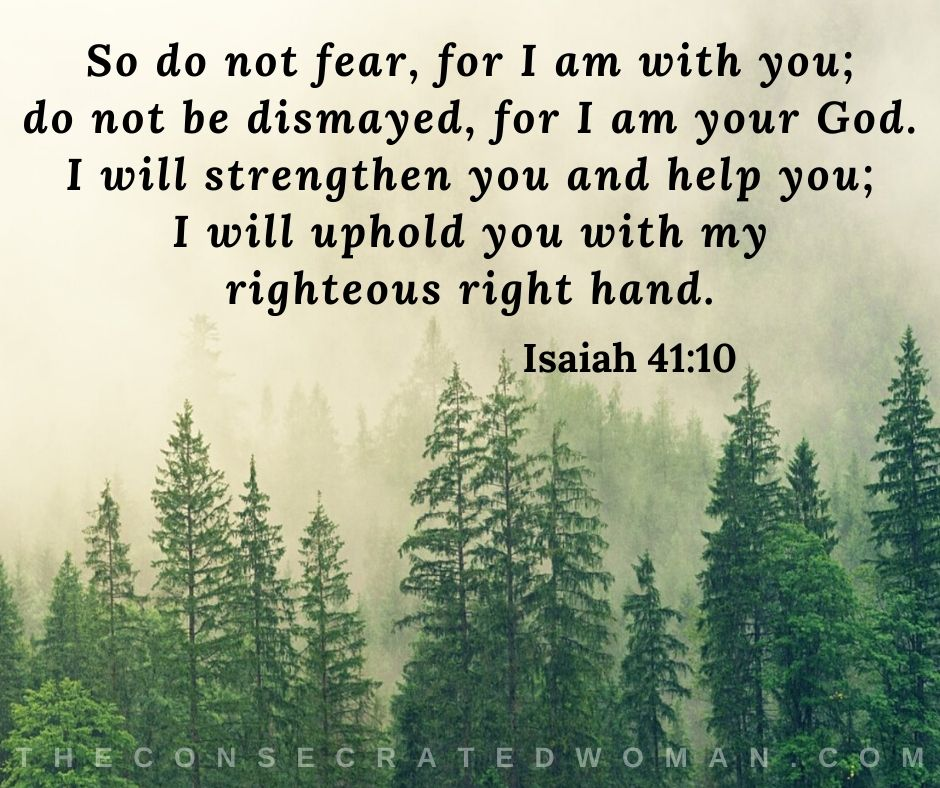 So do not fear, for I am with you;
do not be dismayed, for I am your God.
I will strengthen you and help you;
I will uphold you with my
righteous right hand.
Isaiah 41:10
THECONSECRATEDWOMAN.COM